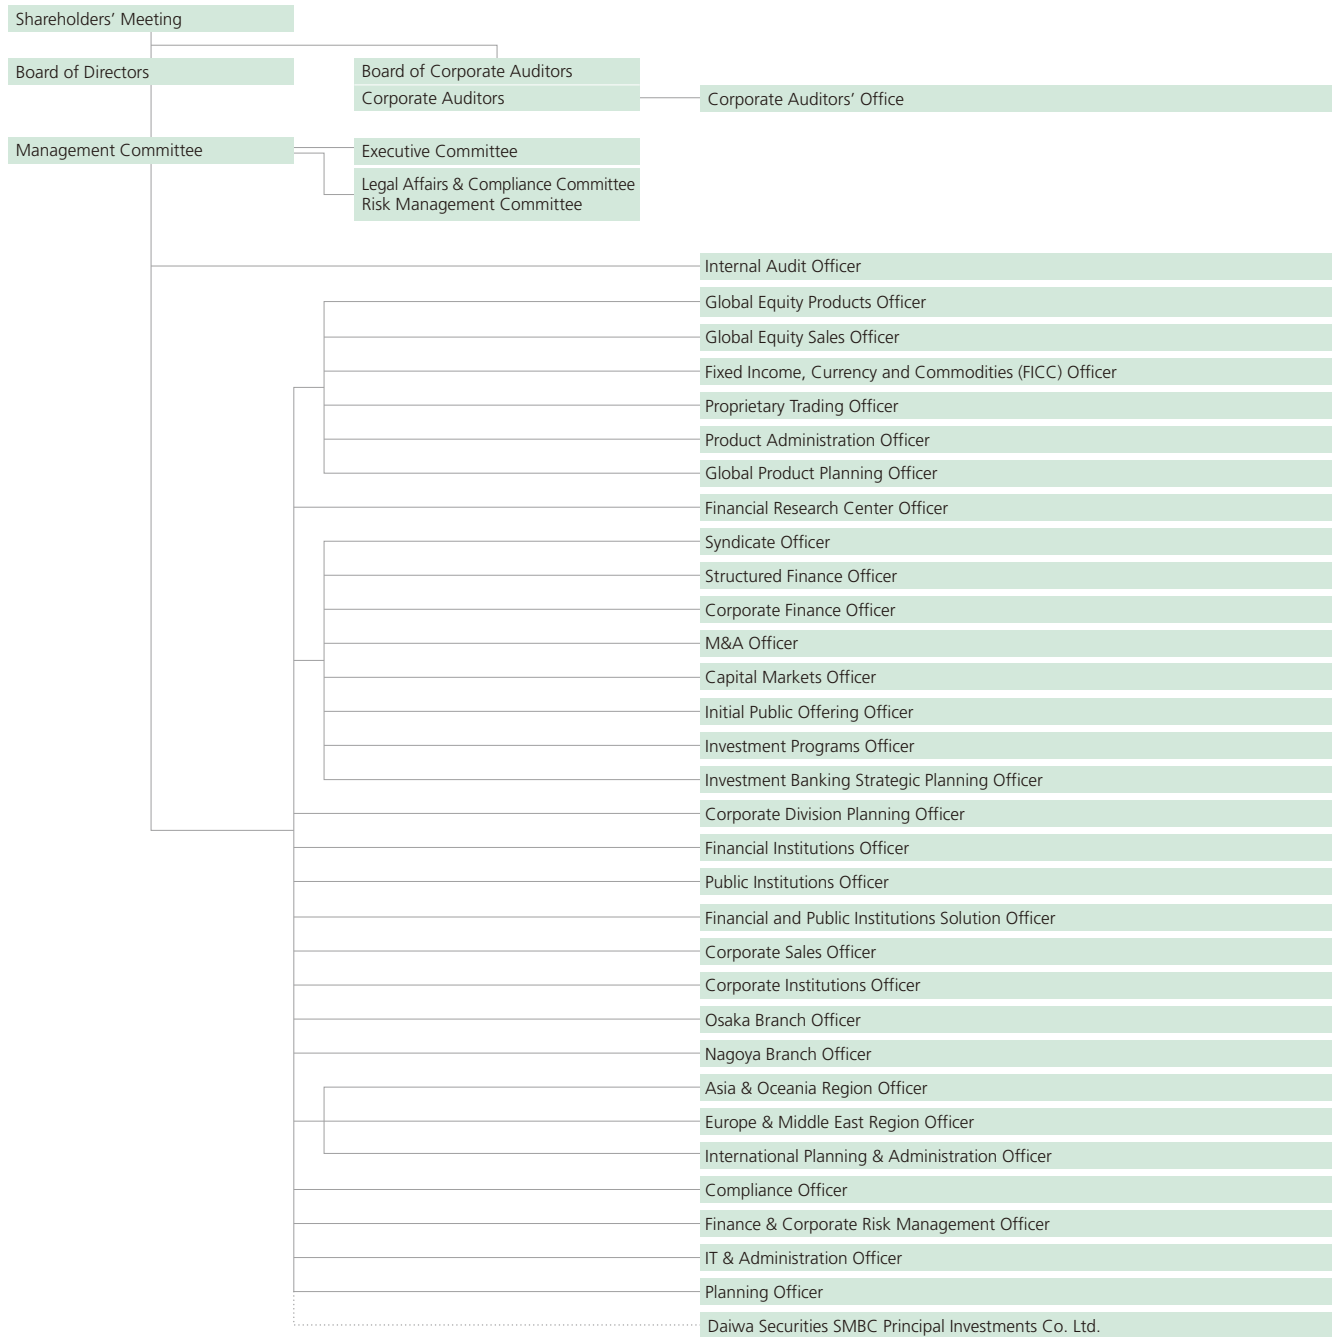 Shareholders’ Meeting
Board of Directors
Board of Corporate Auditors
Corporate Auditors
Corporate Auditors’ Office
Management Committee
Executive Committee
Legal Affairs & Compliance Committee
Risk Management Committee
Internal Audit Officer
Global Equity Products Officer
Global Equity Sales Officer
Fixed Income, Currency and Commodities (FICC) Officer
Proprietary Trading Officer
Product Administration Officer
Global Product Planning Officer
Financial Research Center Officer
Syndicate Officer
Structured Finance Officer
Corporate Finance Officer
M&A Officer
Capital Markets Officer
Initial Public Offering Officer
Investment Programs Officer
Investment Banking Strategic Planning Officer
Corporate Division Planning Officer
Financial Institutions Officer
Public Institutions Officer
Financial and Public Institutions Solution Officer
Corporate Sales Officer
Corporate Institutions Officer
Osaka Branch Officer
Nagoya Branch Officer
Asia & Oceania Region Officer
Europe & Middle East Region Officer
International Planning & Administration Officer
Compliance Officer
Finance & Corporate Risk Management Officer
IT & Administration Officer
Planning Officer
Daiwa Securities SMBC Principal Investments Co. Ltd.